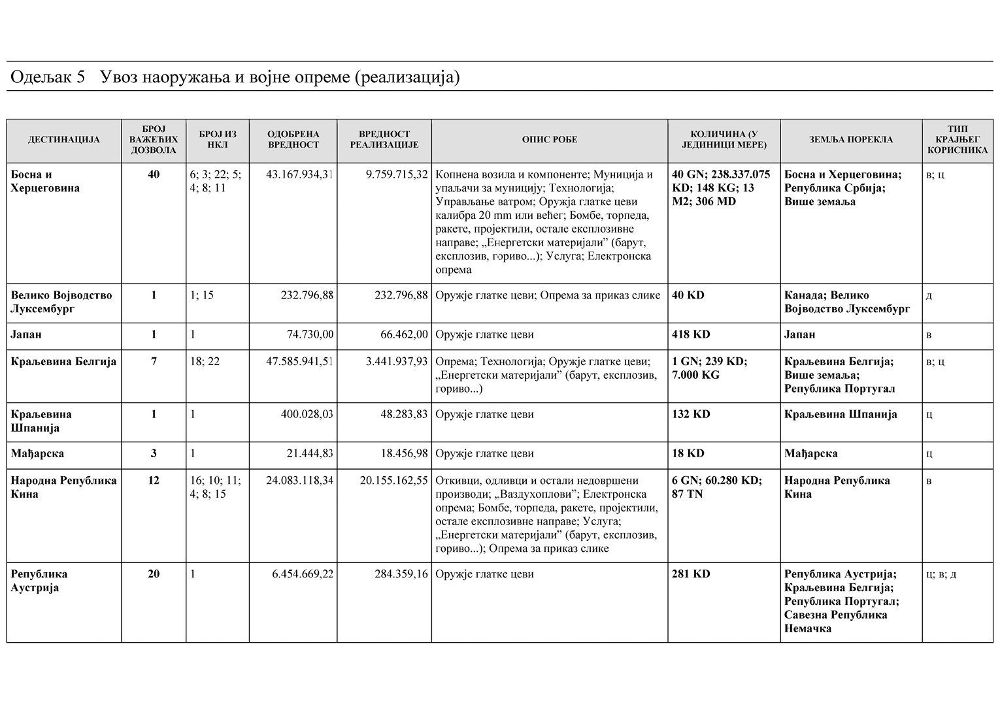 Одељак 5 Увоз наоружања и војне опреме (реализација)
ДЕСТИНАЦИЈА
БРОЈ
ВАЖЕЋИХ
ДОЗВОЛА
БРОЈ ИЗ
НКЛ
ОДОБРЕНА
ВРЕДНОСТ
ВРЕДНОСТ
РЕАЛИЗАЦИЈЕ
ОПИС РОБЕ
КОЛИЧИНА (У
ЈЕДИНИЦИ МЕРЕ)
ЗЕМЉА ПОРЕКЛА
ТИП
КРАЈЊЕГ
КОРИСНИКА
Босна и
Херцеговина
40
6; 3; 22; 5;
4; 8; 11
43.167.934,31
9.759.715,32
Копнена возила и компоненте; Муниција и
упаљачи за муницију; Технологија;
Управљање ватром; Оружја глатке цеви
калибра 20 mm или већег; Бомбе, торпеда,
ракете, пројектили, остале експлозивне
направе; „Енергетски материјали” (барут,
експлозив, гориво...); Услуга; Електронска
опрема
40 GN; 238.337.075
KD; 148 KG; 13
M2; 306 MD
Босна и Херцеговина;
Република Србија;
Више земаља
в; ц
Велико Војводство
Луксембург
1
1; 15
232.796,88
232.796,88
Оружје глатке цеви; Опрема за приказ слике
40 KD
Канада; Велико
Војводство Луксембург
д
Јапан
1
1
74.730,00
66.462,00
Оружје глатке цеви
418 KD
Јапан
в
Краљевина Белгија
7
18; 22
47.585.941,51
3.441.937,93
Опрема; Технологија; Оружје глатке цеви;
„Енергетски материјали” (барут, експлозив,
гориво...)
1 GN; 239 KD;
7.000 KG
Краљевина Белгија;
Више земаља;
Република Португал
в; ц
Краљевина
Шпанија
1
1
400.028,03
48.283,83
Оружје глатке цеви
132 KD
Краљевина Шпанија
ц
Мађарска
3
1
21.444,83
18.456,98
Оружје глатке цеви
18 KD
Мађарска
ц
Народна Република
Кина
12
16; 10; 11;
4; 8; 15
24.083.118,34
20.155.162,55
Откивци, одливци и остали недовршени
производи; „Ваздухоплови”; Електронска
опрема; Бомбе, торпеда, ракете, пројектили,
остале експлозивне направе; Услуга;
„Енергетски материјали” (барут, експлозив,
гориво...); Опрема за приказ слике
6 GN; 60.280 KD;
87 TN
Народна Република
Кина
в
Република
Аустрија
20
1
6.454.669,22
284.359,16
Оружје глатке цеви
281 KD
Република Аустрија;
Краљевина Белгија;
Република Португал;
Савезна Република
Немачка
ц; в; д